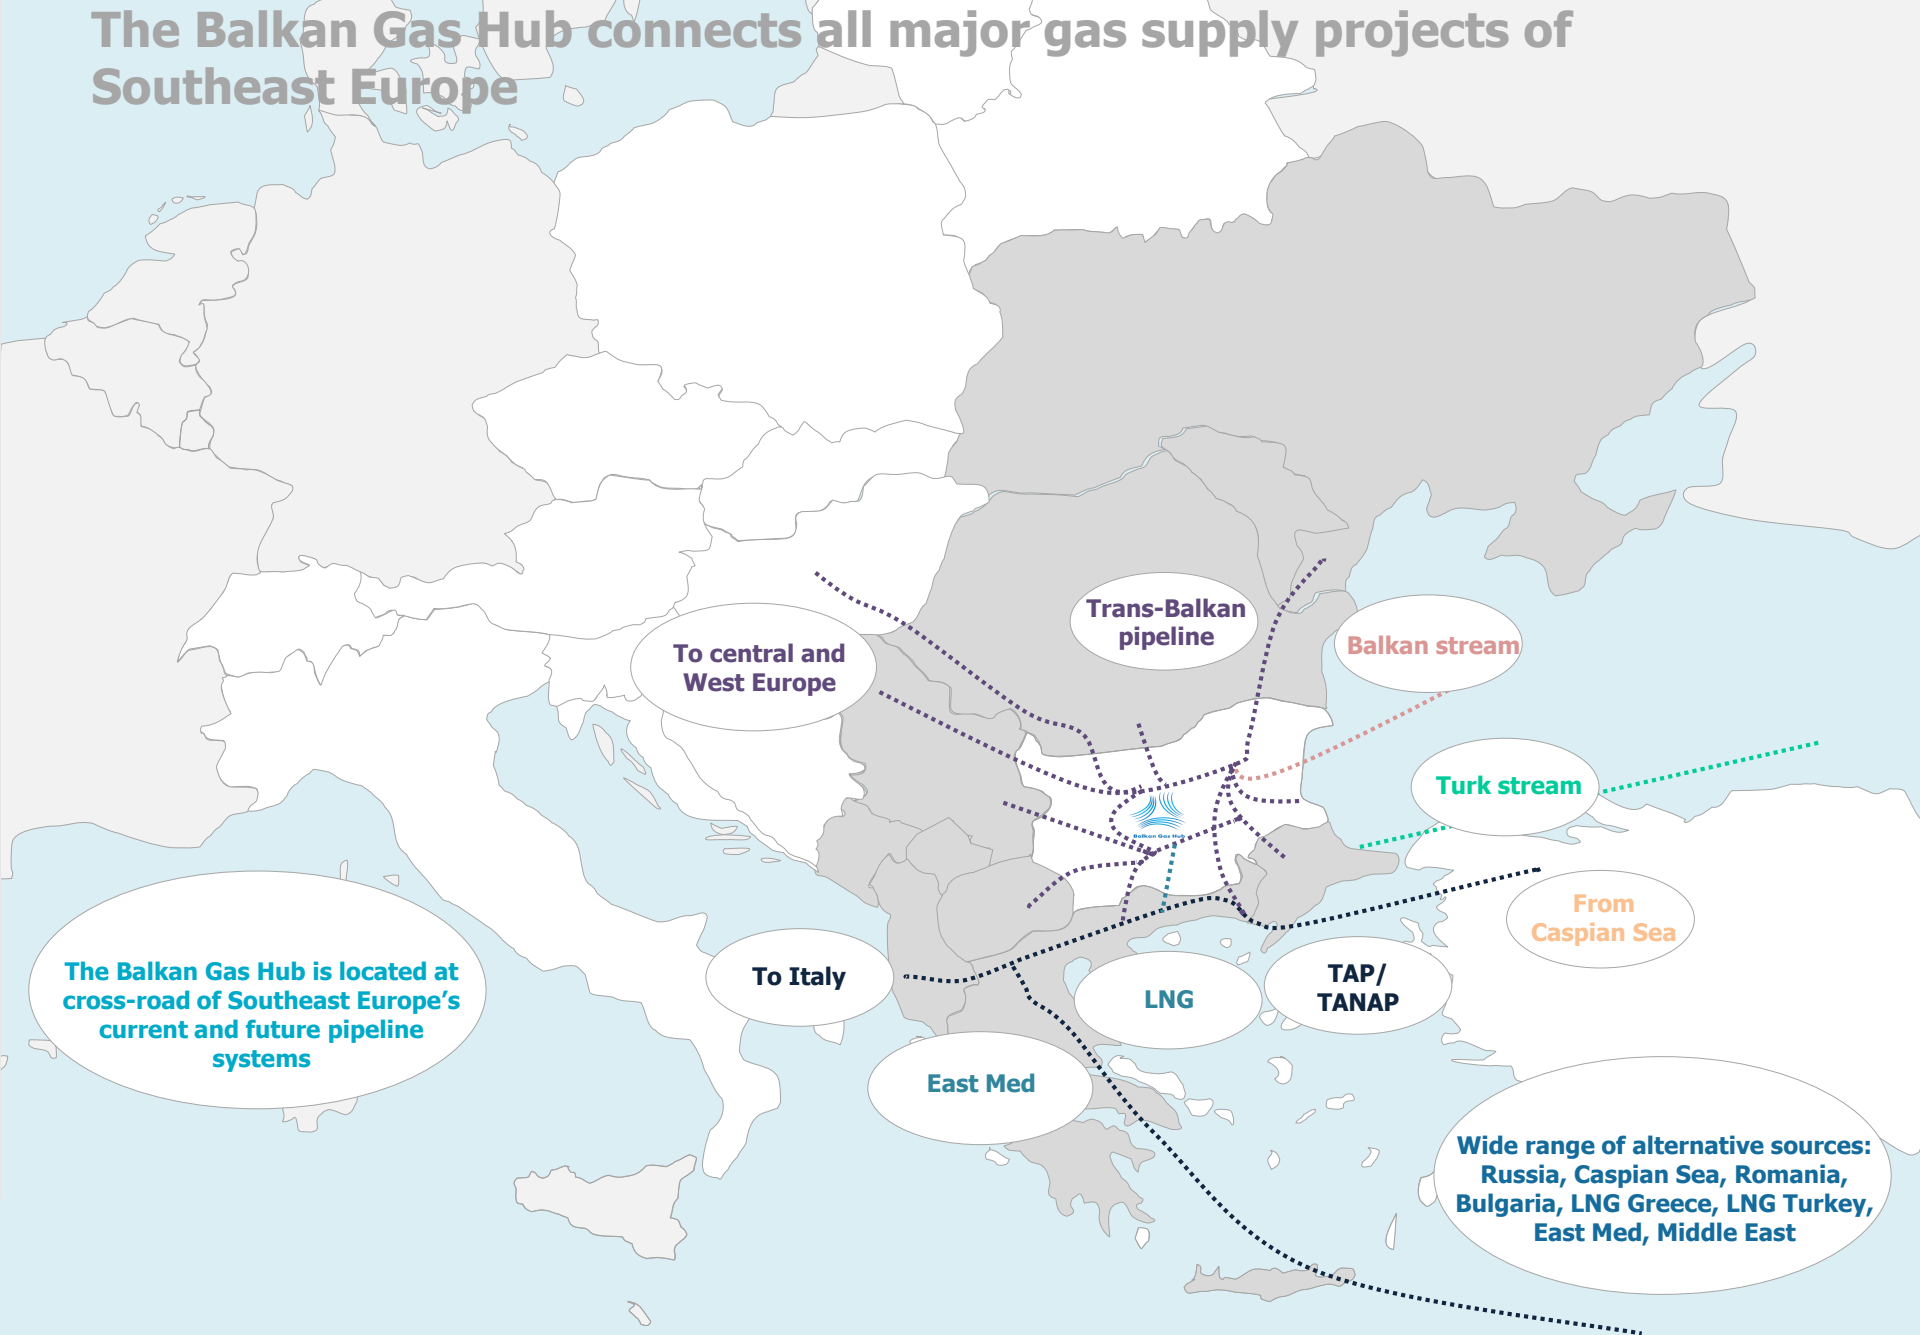 The Balkan Gas Hub connects all major gas supply projects of
Southeast Europe
Trans-Balkan
pipeline
To central and
West Europe
Balkan stream
Turk stream
Balkan Gas Hub
From
Caspian Sea
The Balkan Gas Hub is located at
cross-road of Southeast Europe’s
current and future pipeline
systems
To Italy
LNG
TAP/
TANAP
East Med
Wide range of alternative sources:
Russia, Caspian Sea, Romania,
Bulgaria, LNG Greece, LNG Turkey,
East Med, Middle East